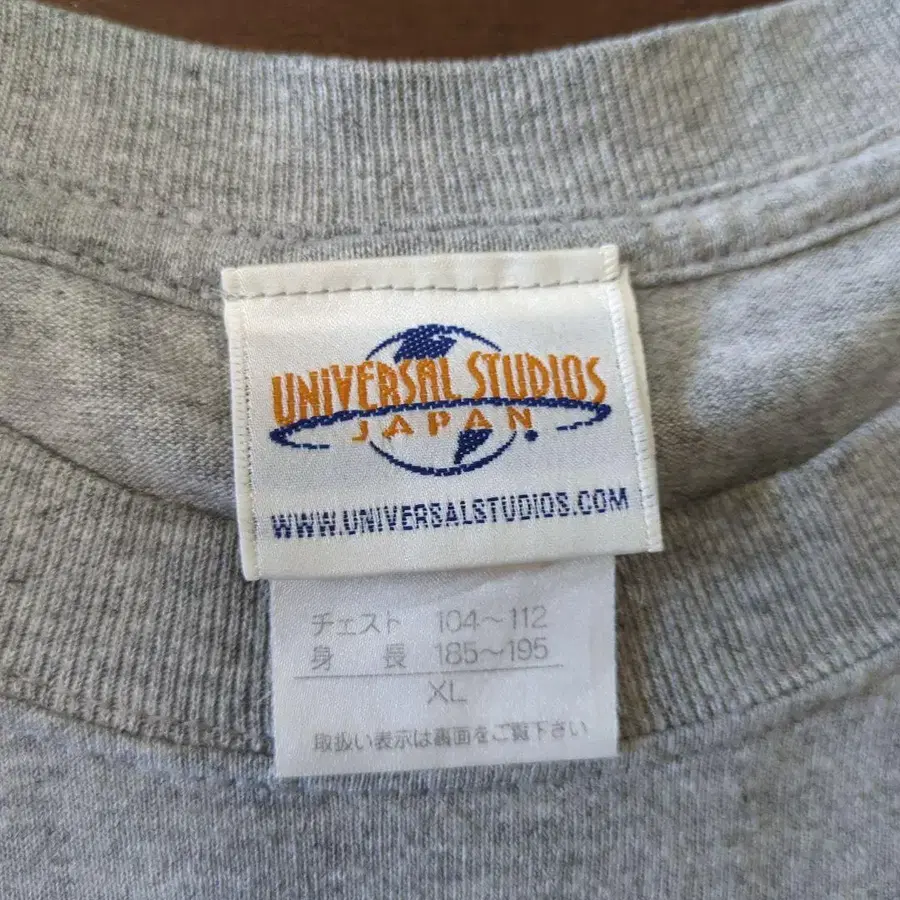 UNIVERSAL STUDIOS
JAPAN
WWW.UNIVERSALSTUDIOS.COM
チェスト 104~112
身長 185~195
XL
取扱い表示は裏面をご覧下さい